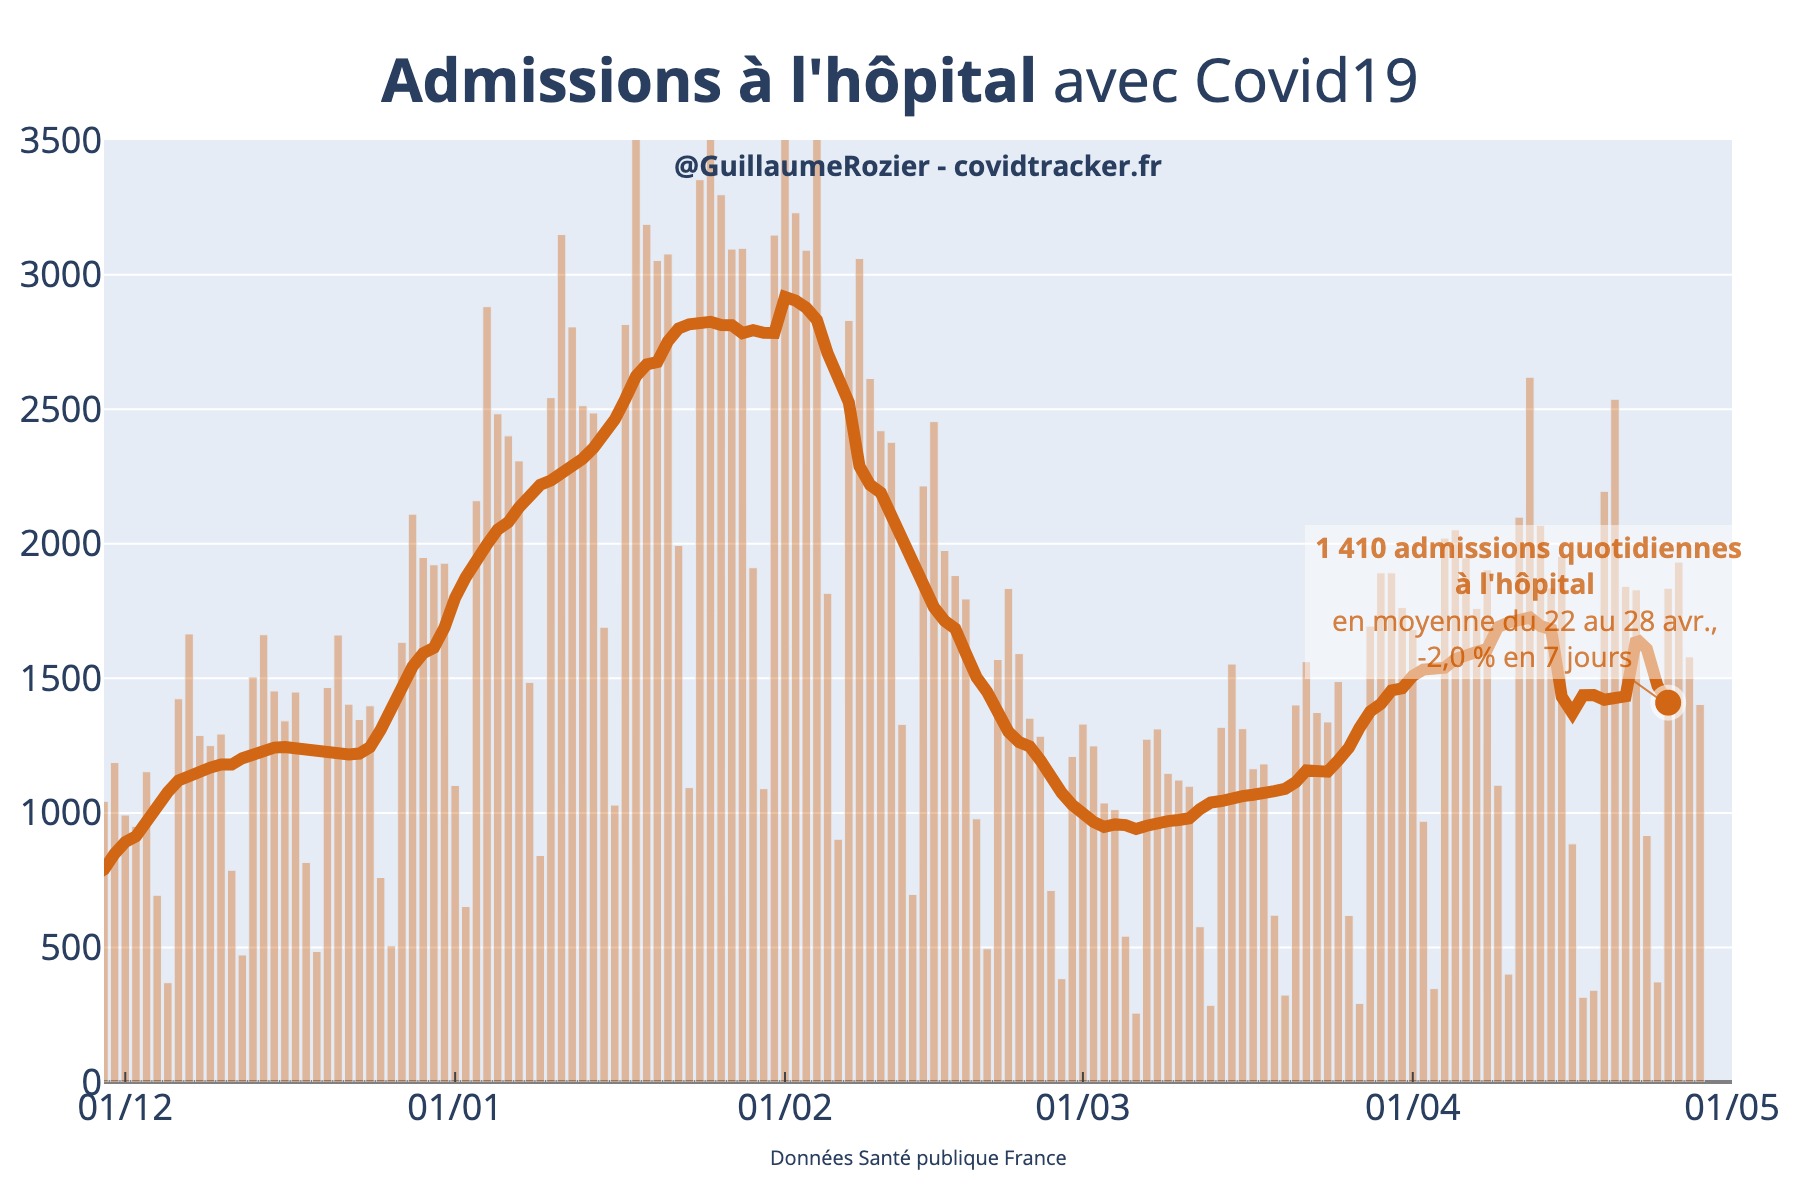 Admissions à l'hôpital avec Covid19
@GuillaumeRozier - covidtracker.fr
3500
3000
2500
2000
1500
1000
500
0
1 410 admissions quotidiennes
à l'hôpital
en moyenne du 22 au 28 avr.,
-2,0 % en 7 jours
01/12 01/01 01/02 01/03 01/04 01/05
Données Santé publique France